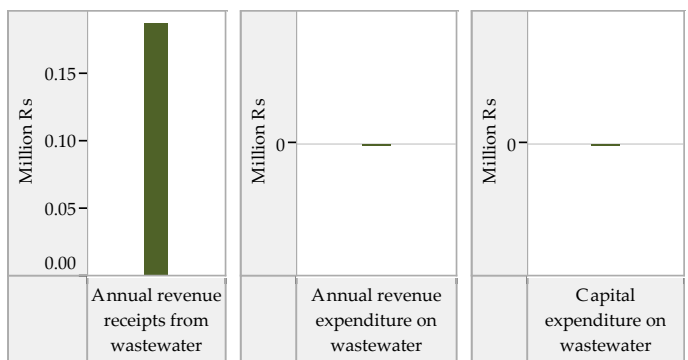 Million Rs
0.15
0.10
0.05
0.00
Annual revenue
receipts from
wastewater
Million Rs
0
Annual revenue
expenditure on
wastewater
Million Rs
0
Capital
expenditure on
wastewater